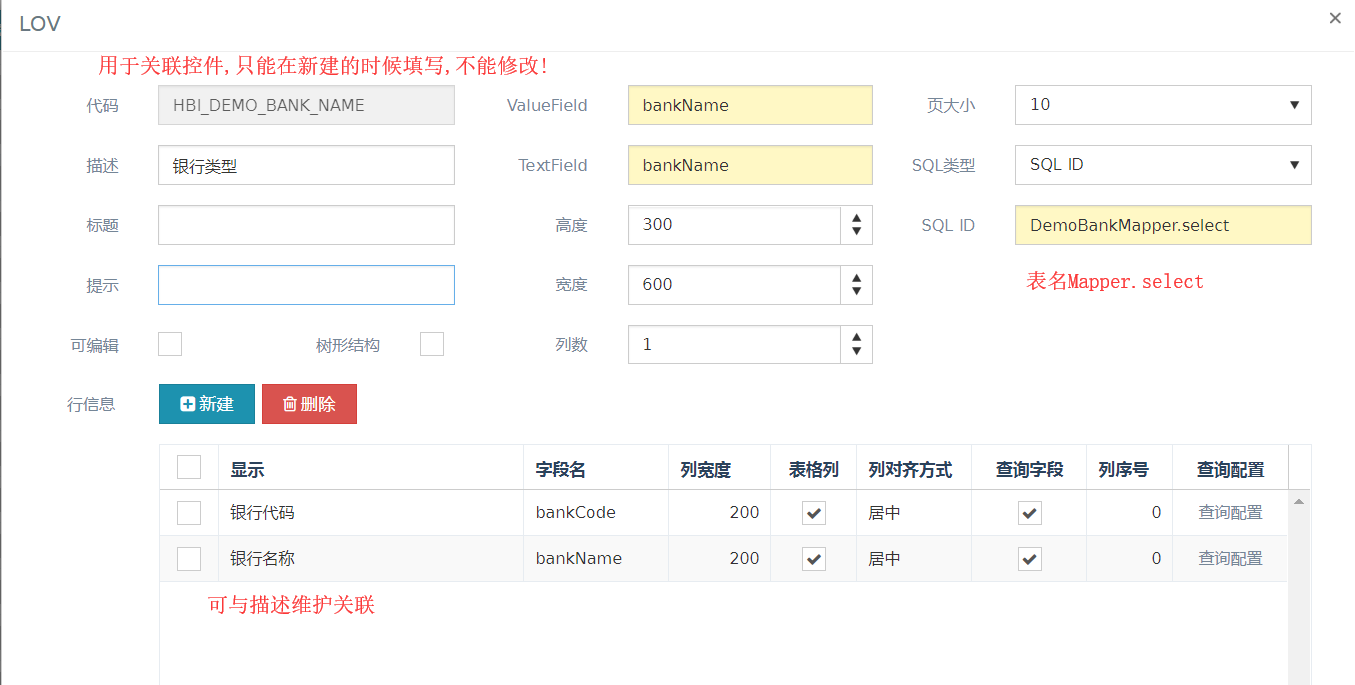 LOV
用于关联控件,只能在新建的时候填写,不能修改!
代码 HBI_DEMO_BANK_NAME ValueField bankName 页大小 10
描述 银行类型 TextField bankName SQL类型 SQL ID
标题 高度 300 SQL ID DemoBankMapper.select
提示 宽度 600 表名Mapper.select
可编辑 树形结构 列数 1
行信息 新建 删除
显示 字段名 列宽度 表格列 列对齐方式 查询字段 列序号 查询配置
银行代码 bankCode 200 居中 0 查询配置
银行名称 bankName 200 居中 0 查询配置
可与描述维护关联